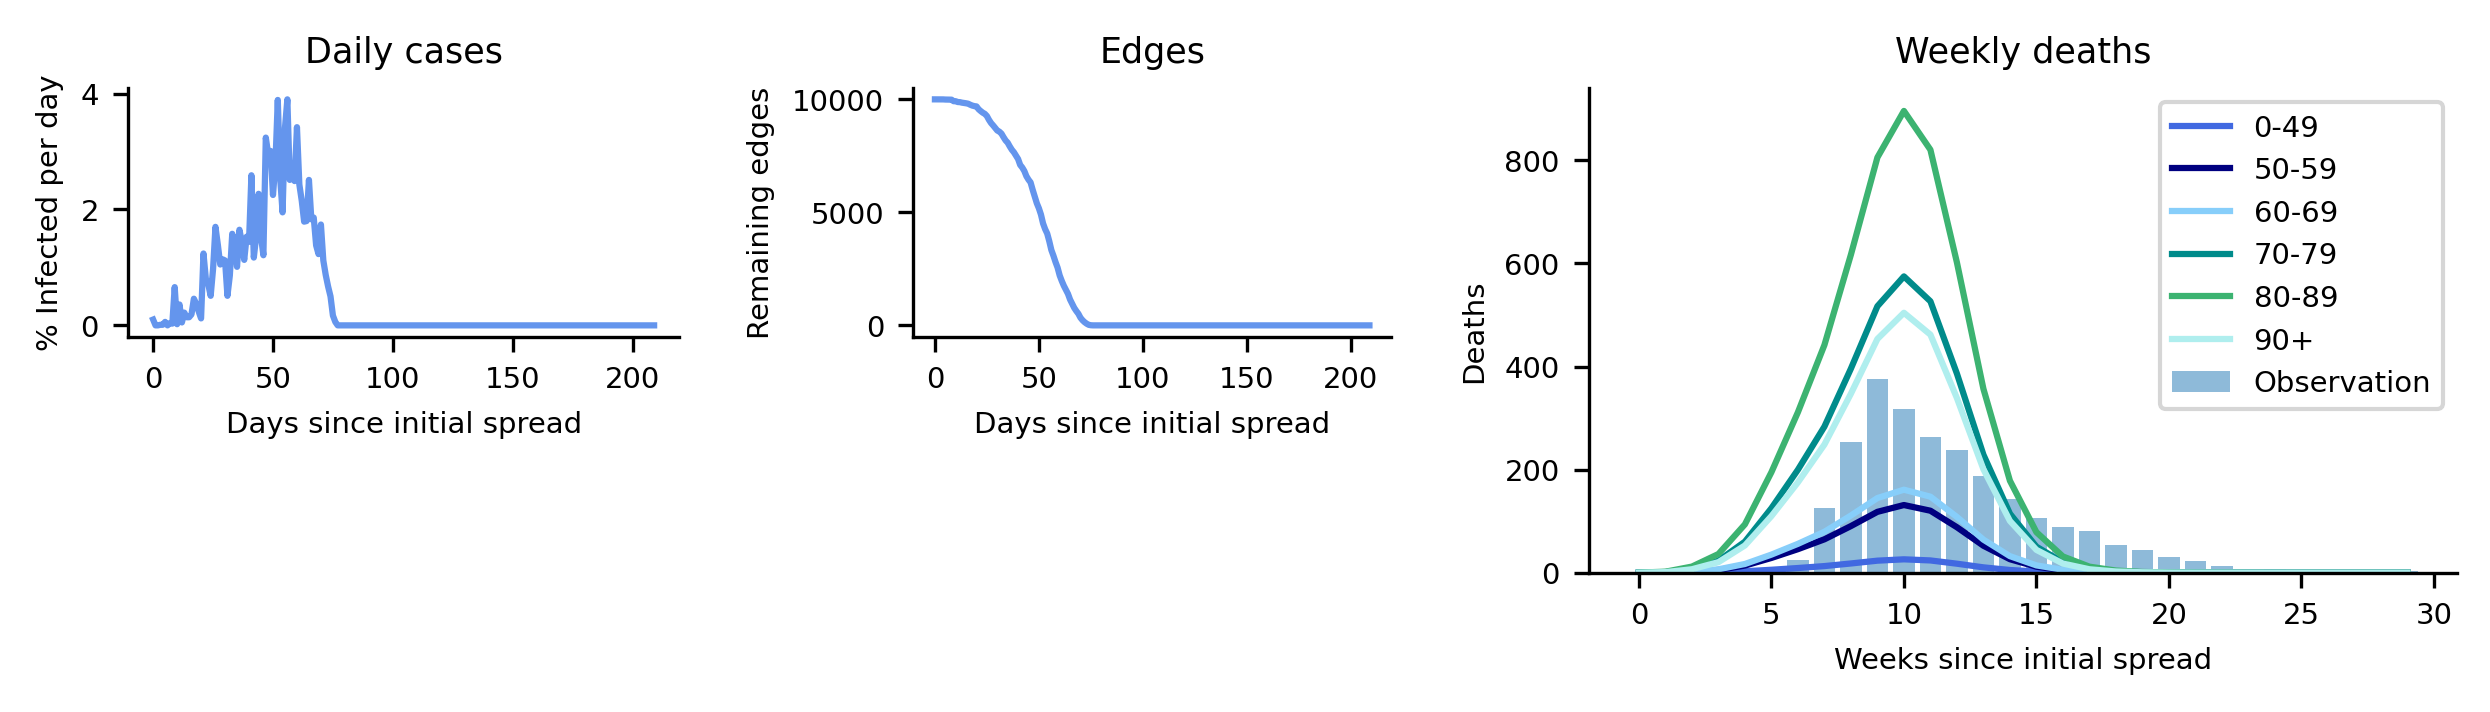 Daily cases
% Infected per day
4
2
0
0 50 100 150 200
Days since initial spread
Edges
Remaining edges
10000
5000
0
0 50 100 150 200
Days since initial spread
Weekly deaths
Deaths
800
600
400
200
0
0 5 10 15 20 25 30
Weeks since initial spread
0-49
50-59
60-69
70-79
80-89
90+
Observation